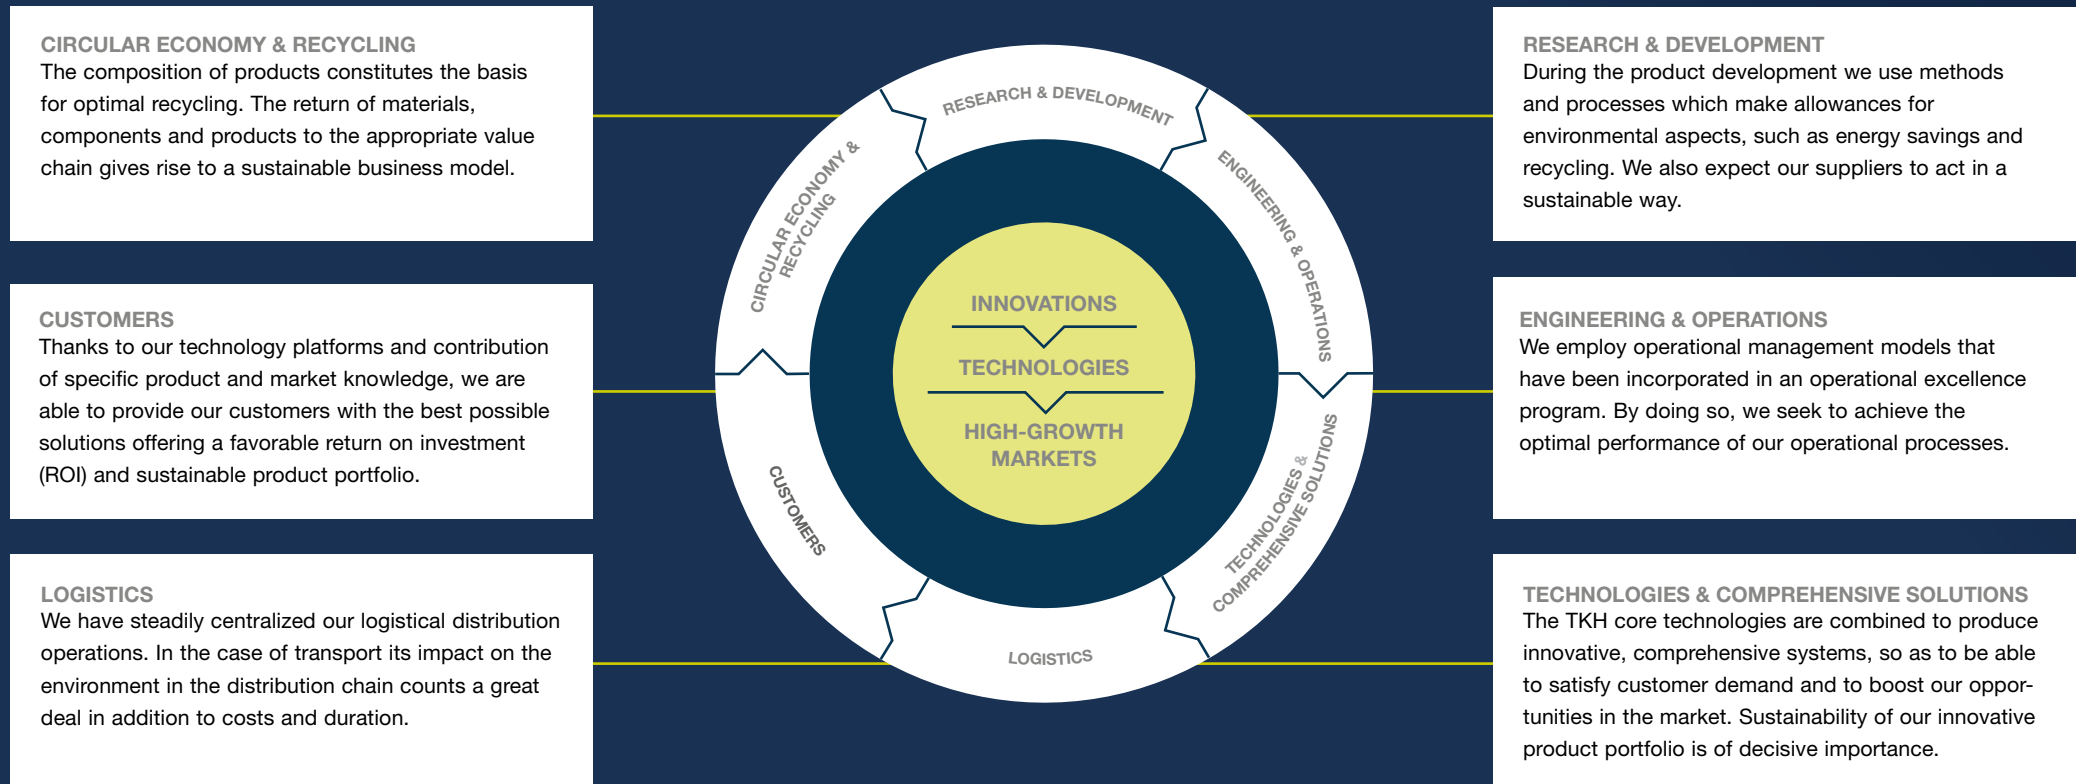 CIRCULAR ECONOMY & RECYCLING
The composition of products constitutes the basis
for optimal recycling. The return of materials,
components and products to the appropriate value
chain gives rise to a sustainable business model.
CUSTOMERS
Thanks to our technology platforms and contribution
of specific product and market knowledge, we are
able to provide our customers with the best possible
solutions offering a favorable return on investment
(ROI) and sustainable product portfolio.
LOGISTICS
We have steadily centralized our logistical distribution
operations. In the case of transport its impact on the
environment in the distribution chain counts a great
deal in addition to costs and duration.
RESEARCH & DEVELOPMENT
ENGINEERING & OPERATIONS
TECHNOLOGIES &
COMPREHENSIVE SOLUTIONS
LOGISTICS
CUSTOMERS
CIRCULAR ECONOMY &
RECYCLING
INNOVATIONS
TECHNOLOGIES
HIGH-GROWTH
MARKETS
RESEARCH & DEVELOPMENT
During the product development we use methods
and processes which make allowances for
environmental aspects, such as energy savings and
recycling. We also expect our suppliers to act in a
sustainable way.
ENGINEERING & OPERATIONS
We employ operational management models that
have been incorporated in an operational excellence
program. By doing so, we seek to achieve the
optimal performance of our operational processes.
TECHNOLOGIES & COMPREHENSIVE SOLUTIONS
The TKH core technologies are combined to produce
innovative, comprehensive systems, so as to be able
to satisfy customer demand and to boost our oppor-
tunities in the market. Sustainability of our innovative
product portfolio is of decisive importance.